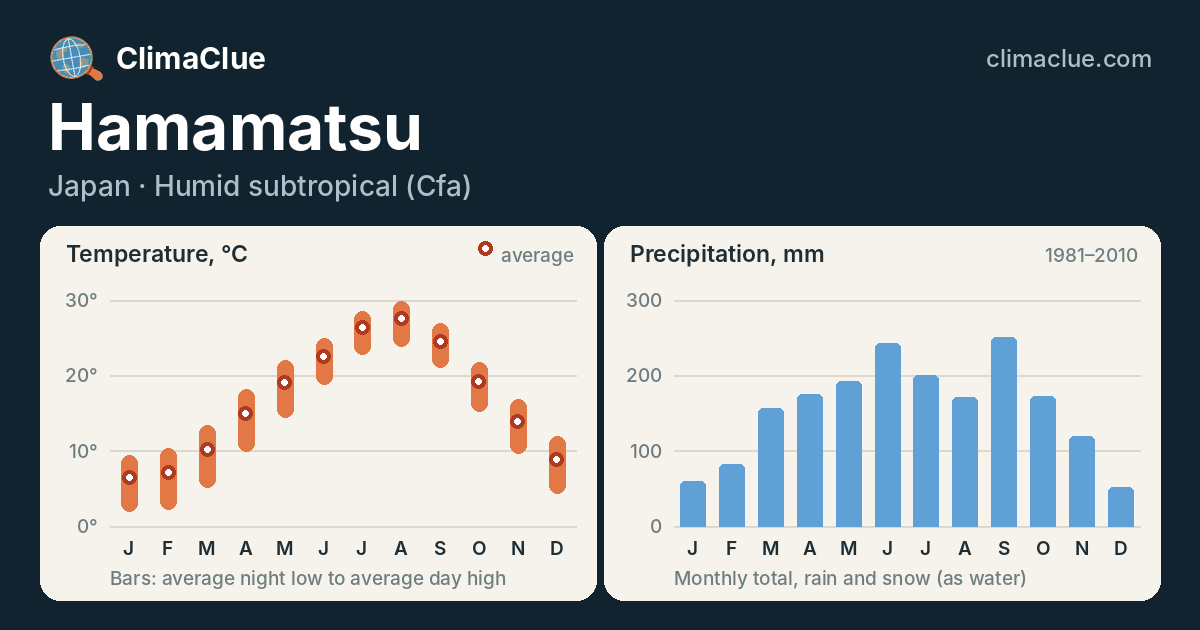 ClimaClue
climaclue.com
Hamamatsu
Japan · Humid subtropical (Cfa)
Temperature, °C
average
30°
20°
10°
0°
J F M A M J J A S O N D
Bars: average night low to average day high
Precipitation, mm
1981–2010
300
200
100
0
J F M A M J J A S O N D
Monthly total, rain and snow (as water)